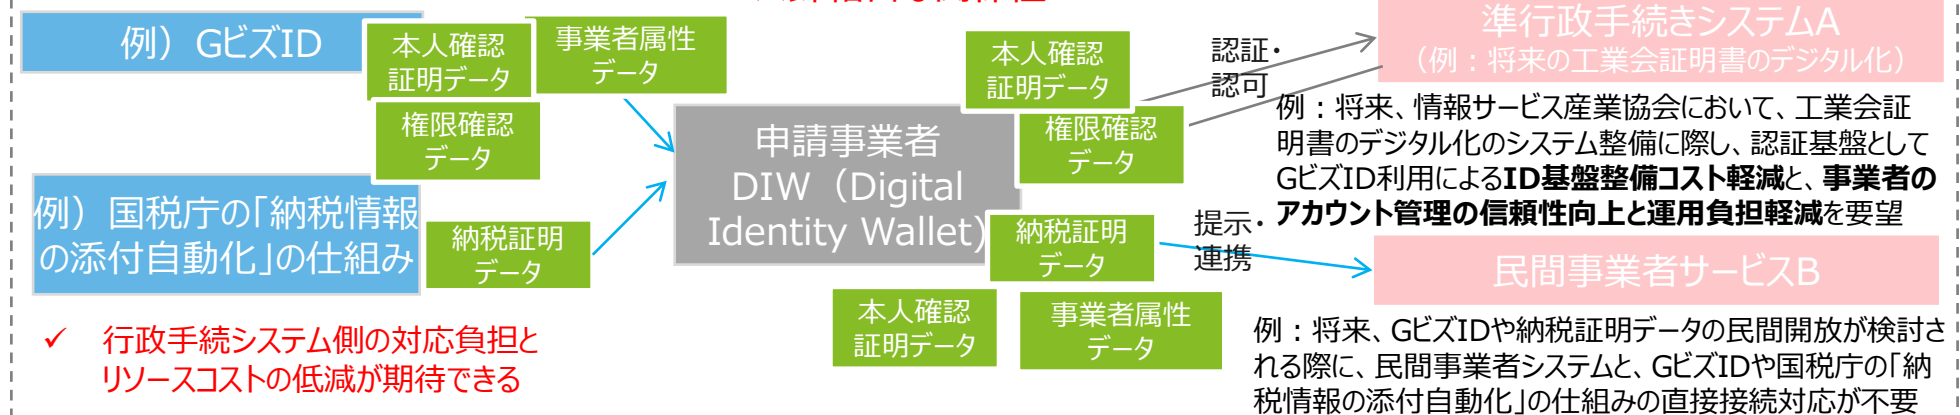 例）GビズID
本人確認
証明データ
事業者属性
データ
権限確認
データ
例）国税庁の「納税情報
の添付自動化」の仕組み
納税証明
データ
✓ 行政手続システム側の対応負担と
リソースコストの低減が期待できる
申請事業者
DIW（Digital
Identity Wallet)
本人確認
証明データ
権限確認
データ
納税証明
データ
本人確認
証明データ
事業者属性
データ
認証・
認可
提示・
連携
準行政手続きシステムA
（例：将来の工業会証明書のデジタル化）
例：将来、情報サービス産業協会において、工業会証
明書のデジタル化のシステム整備に際し、認証基盤として
GビズID利用によるID基盤整備コスト軽減と、事業者の
アカウント管理の信頼性向上と運用負担軽減を要望
民間事業者サービスB
例：将来、GビズIDや納税証明データの民間開放が検討さ
れる際に、民間事業者システムと、GビズIDや国税庁の「納
税情報の添付自動化」の仕組みの直接接続対応が不要